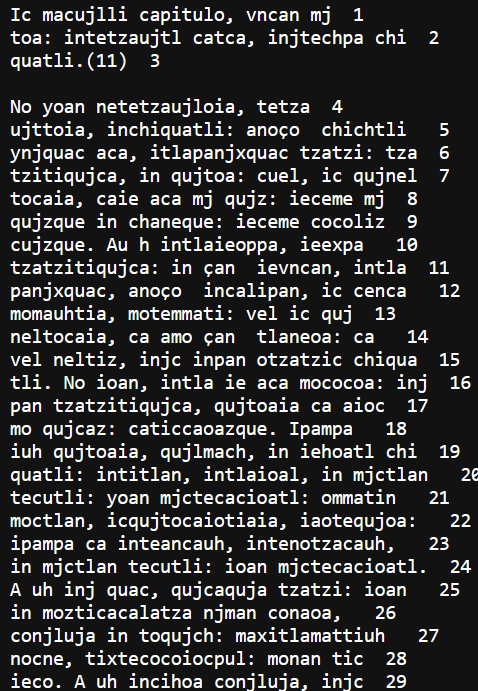 Ic macujlli capitulo, vncan mj  1
toa: intetzaujtl catca, injtechpa chi  2
quatli.(11)  3

No yoan netetzaujloia, tetza  4
ujttoia, inchiquatli: anoço  chichtli   5
ynjquac aca, itlapanjxquac tzatzi: tza  6
tzitiqujca, in qujtoa: cuel, ic qujnel  7
tocaia, caie aca mj qujz: ieceme mj  8
qujzque in chaneque: ieceme cocoliz  9
cujzque. Au h intlaieoppa, ieexpa   10
tzatzitiqujca: in çan  ievncan, intla  11
panjxquac, anoço  incalipan, ic cenca   12
momauhtia, motemmati: vel ic quj  13
neltocaia, ca amo çan  tlaneoa: ca   14
vel neltiz, injc inpan otzatzic chiqua  15
tli. No ioan, intla ie aca mococoa: inj  16
pan tzatzitiqujca, qujtoaia ca aioc   17
mo qujcaz: caticcaoazque. Ipampa   18
iuh qujtoaia, qujlmach, in iehoatl chi  19
quatli: intitlan, intlaioal, in mjctlan   20
tecutli: yoan mjctecacioatl: ommatin   21
moctlan, icqujtocaiotiaia, iaotequjoa:   22
ipampa ca inteancauh, intenotzacauh,   23
in mjctlan tecutli: ioan mjctecacioatl.  24
A uh inj quac, qujcaquja tzatzi: ioan   25
in mozticacalatza njman conaoa,   26
conjluja in toqujch: maxitlamattiuh   27
nocne, tixtecocoiocpul: monan tic  28
ieco. A uh incihoa conjluja, injc  29